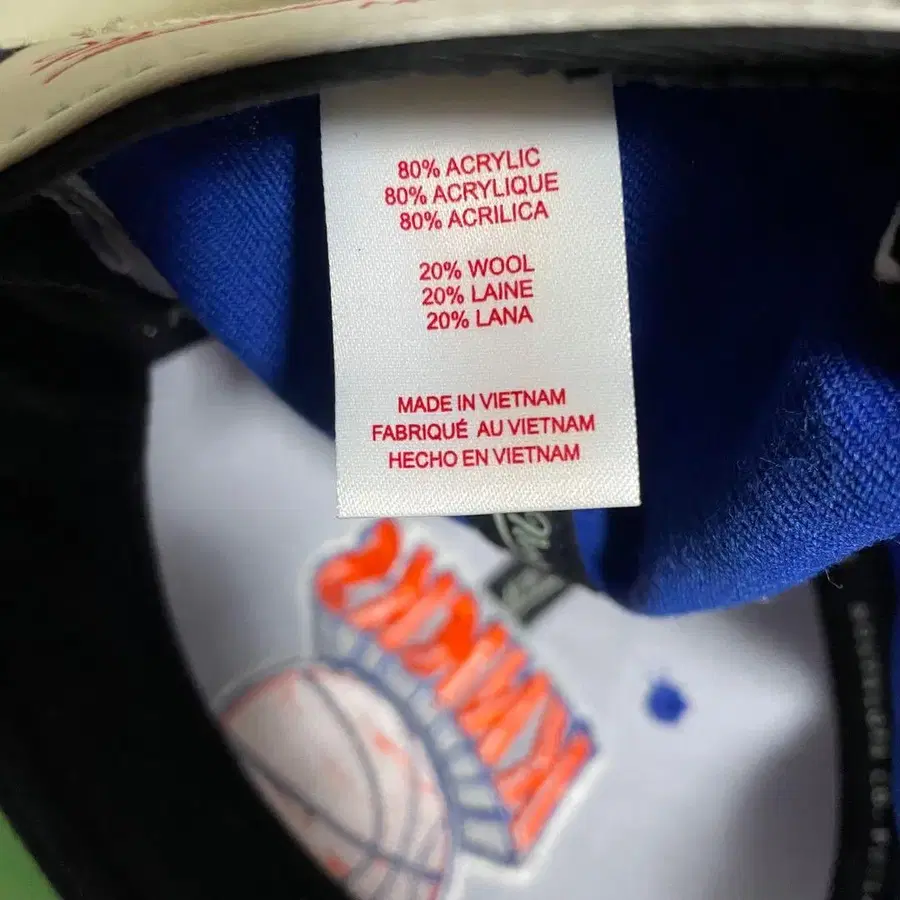 80% ACRYLIC
80% ACRYLIQUE
80% ACRILICA
20% WOOL
20% LAINE
20% LANA
MADE IN VIETNAM
FABRIQUÉ AU VIETNAM
HECHO EN VIETNAM
KNICKS